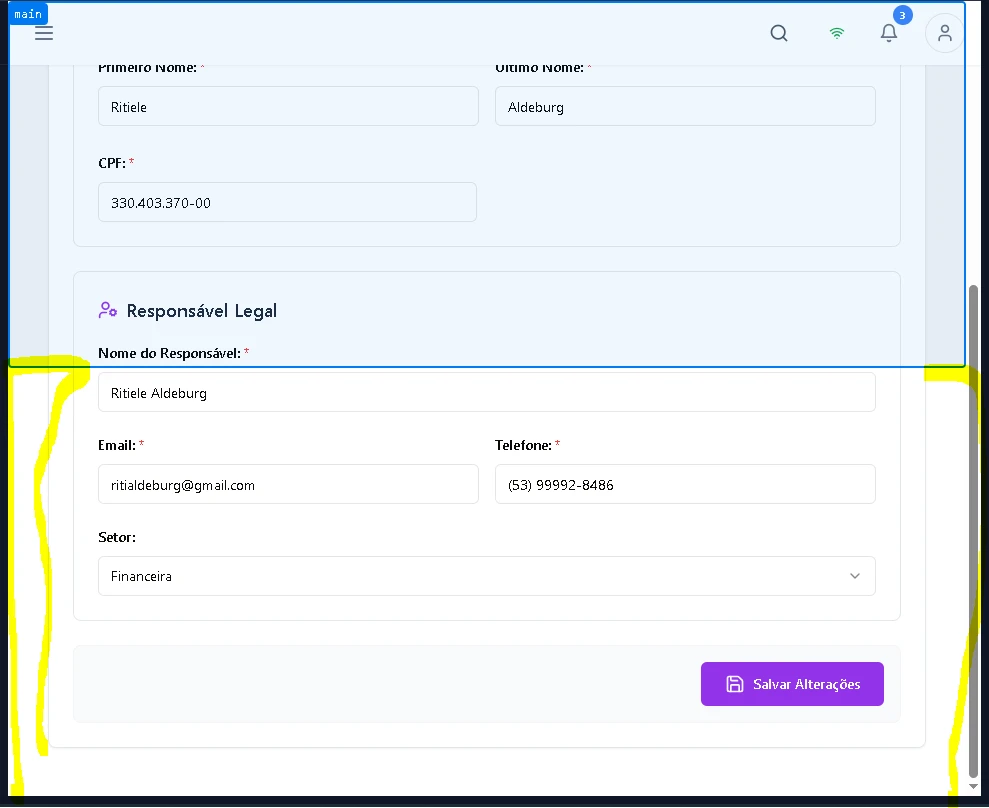 main
3
Primeiro Nome: *
Último Nome: *
Ritiele
Aldeburg
CPF: *
330.403.370-00
Responsável Legal
Nome do Responsável: *
Ritiele Aldeburg
Email: *
Telefone: *
ritialdeburg@gmail.com
(53) 99992-8486
Setor:
Financeira
Salvar Alterações